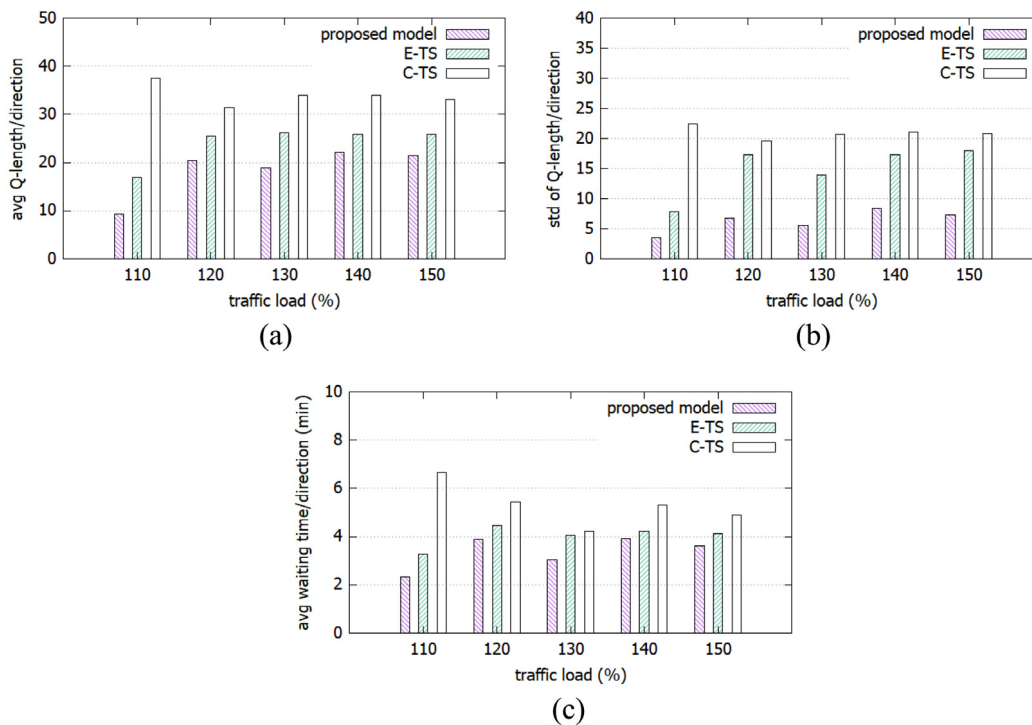 50
40
30
20
10
0
avg Q-length/direction
proposed model
E-TS
C-TS
110 120 130 140 150
traffic load (%)
(a)
40
35
30
25
20
15
10
5
0
std of Q-length/direction
proposed model
E-TS
C-TS
110 120 130 140 150
traffic load (%)
(b)
10
8
6
4
2
0
avg waiting time/direction (min)
proposed model
E-TS
C-TS
110 120 130 140 150
traffic load (%)
(c)